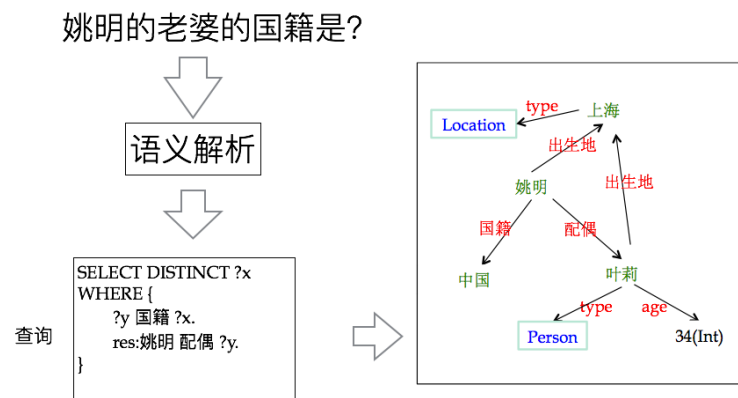 姚明的老婆的国籍是？
语义解析
查询
SELECT DISTINCT ?x
WHERE {
?y 国籍 ?x.
res:姚明 配偶 ?y.
}
type
上海
Location
出生地
姚明
出生地
国籍
配偶
中国
叶莉
type
age
Person
34(Int)